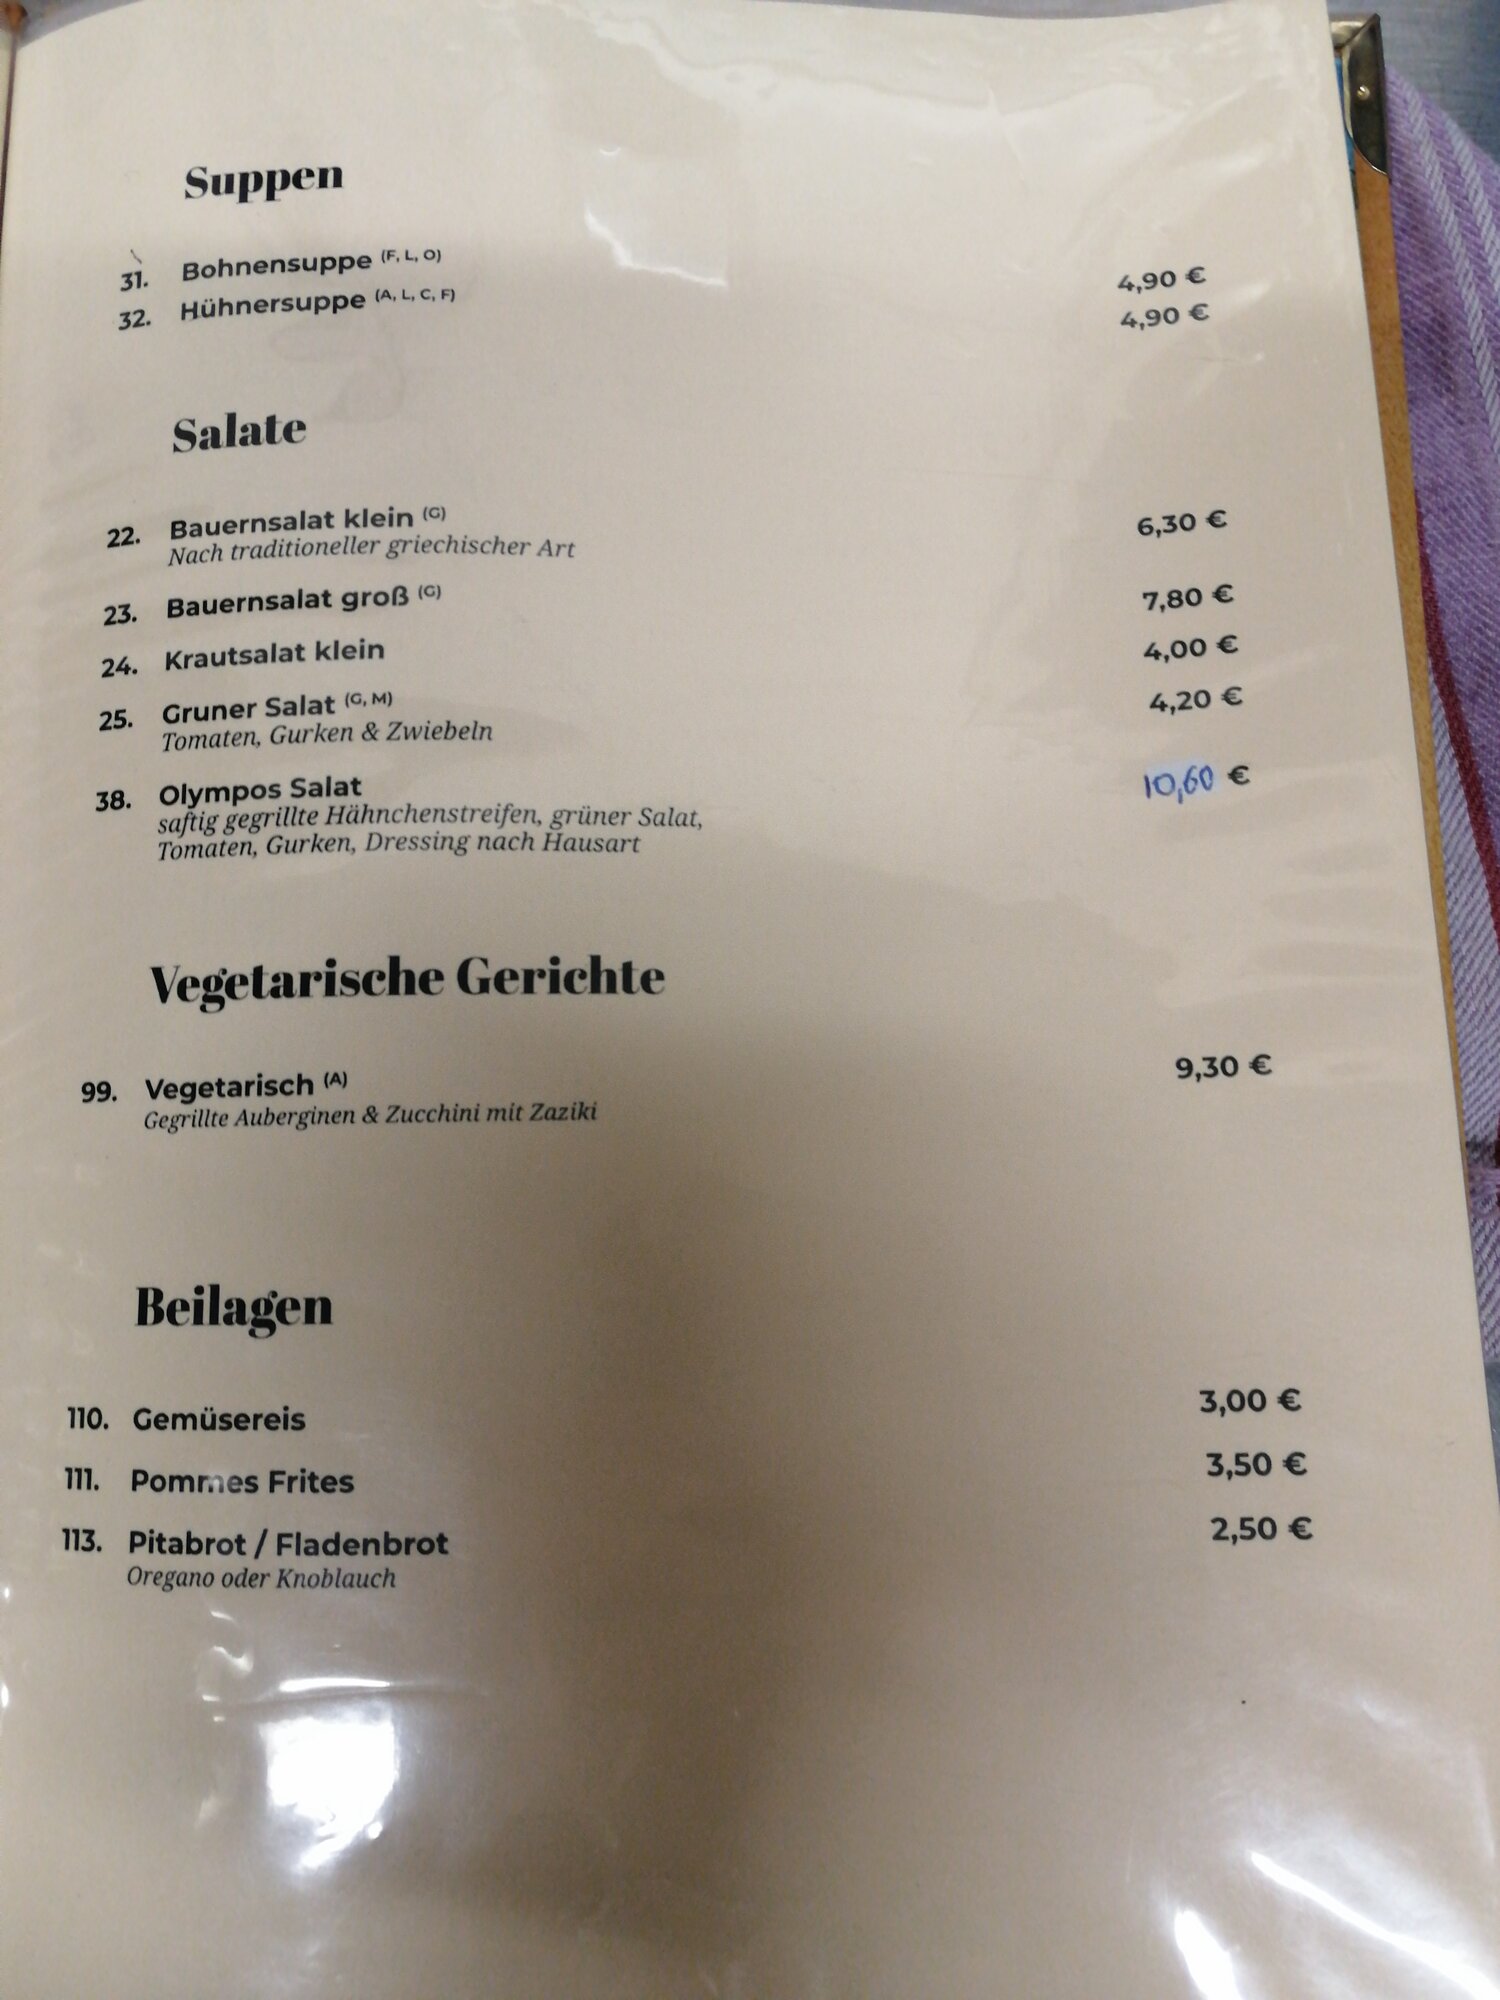 Suppen
31. Bohnensuppe (F, L, O) 4,90 €
32. Hühnersuppe (A, L, C, F) 4,90 €
Salate
22. Bauernsalat klein (G) 6,30 €
Nach traditioneller griechischer Art
23. Bauernsalat groß (G) 7,80 €
24. Krautsalat klein 4,00 €
25. Gruner Salat (G, M) 4,20 €
Tomaten, Gurken & Zwiebeln
38. Olympos Salat 10,60 €
saftig gegrillte Hähnchenstreifen, grüner Salat,
Tomaten, Gurken, Dressing nach Hausart
Vegetarische Gerichte
99. Vegetarisch (A) 9,30 €
Gegrillte Auberginen & Zucchini mit Zaziki
Beilagen
110. Gemüsereis 3,00 €
111. Pommes Frites 3,50 €
113. Pitabrot / Fladenbrot 2,50 €
Oregano oder Knoblauch